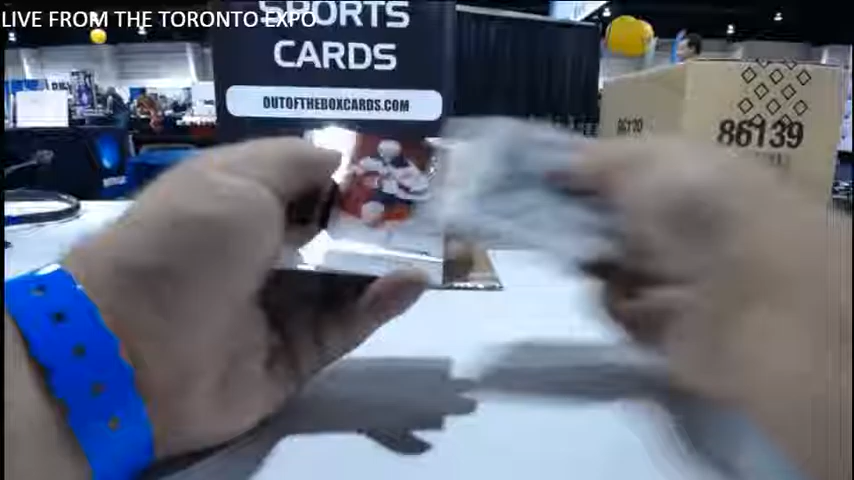 LIVE FROM THE TORONTO EXPO
SPORTS
CARDS
OUTOFTHEBOXCARDS.COM
86139